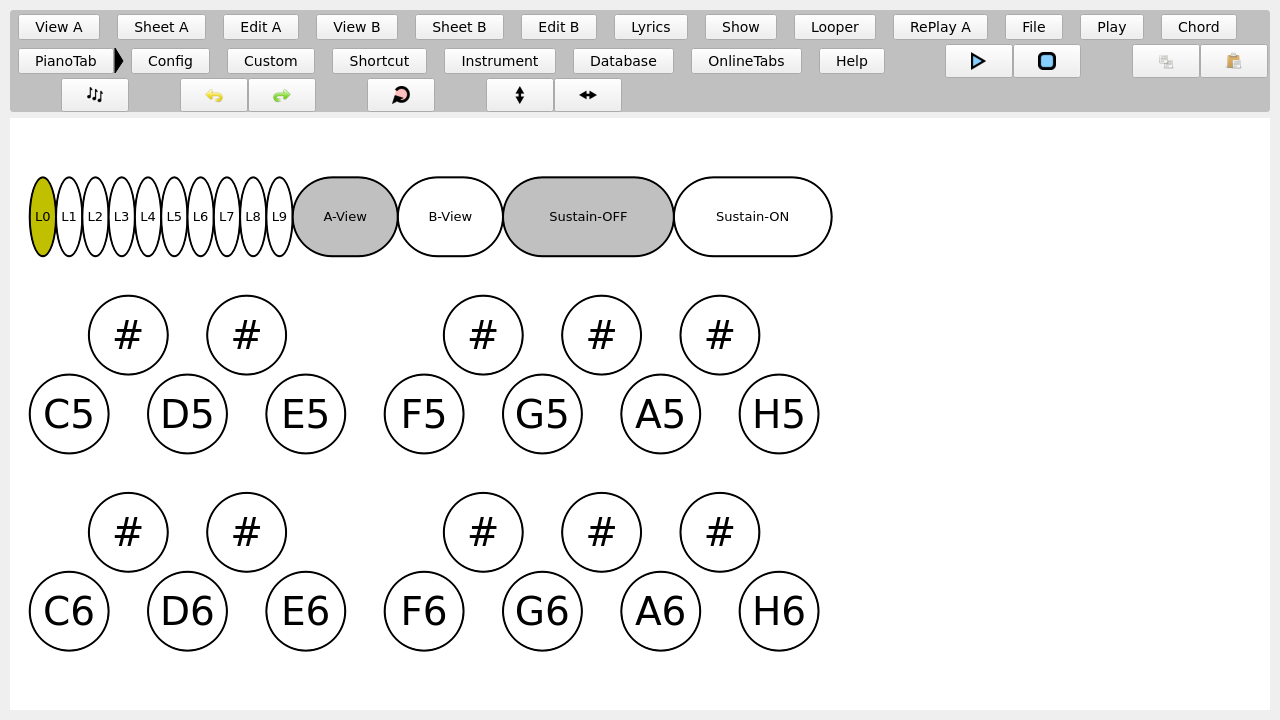 View A Sheet A Edit A View B Sheet B Edit B Lyrics Show Looper RePlay A File Play Chord
PianoTab Config Custom Shortcut Instrument Database OnlineTabs Help
L0 L1 L2 L3 L4 L5 L6 L7 L8 L9 A-View B-View Sustain-OFF Sustain-ON
# # # # #
C5 D5 E5 F5 G5 A5 H5
# # # # #
C6 D6 E6 F6 G6 A6 H6